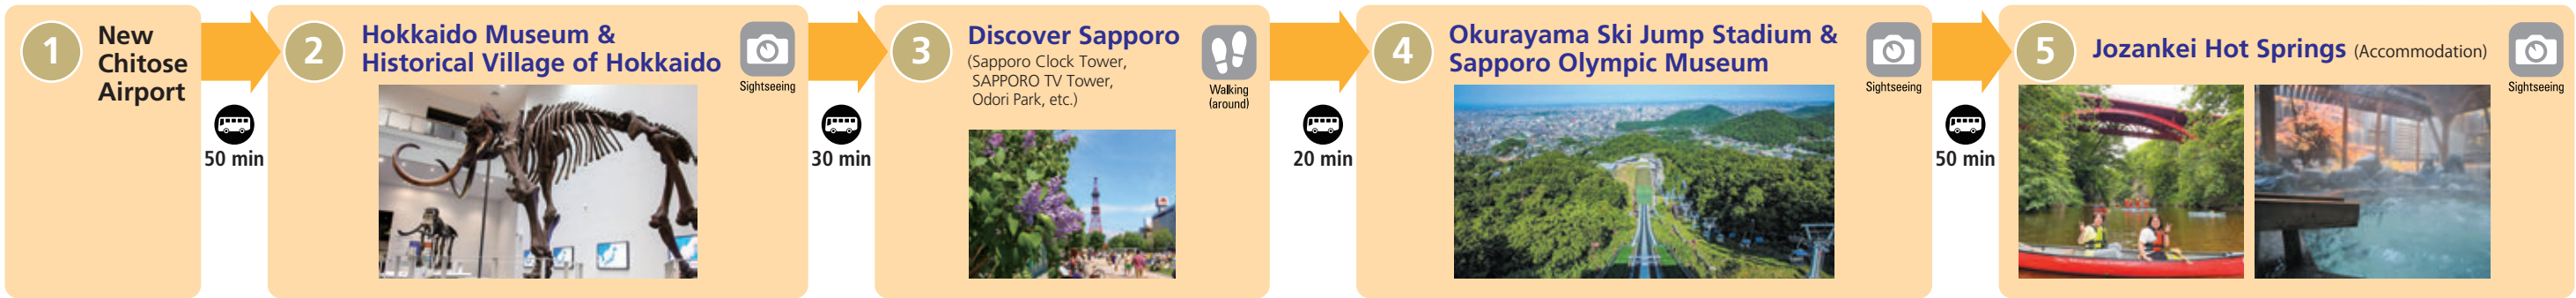 1
New
Chitose
Airport
50 min
2
Hokkaido Museum &
Historical Village of Hokkaido
Sightseeing
30 min
3
Discover Sapporo
(Sapporo Clock Tower,
SAPPORO TV Tower,
Odori Park, etc.)
Walking
(around)
20 min
4
Okurayama Ski Jump Stadium &
Sapporo Olympic Museum
Sightseeing
50 min
5
Jozankei Hot Springs (Accommodation)
Sightseeing